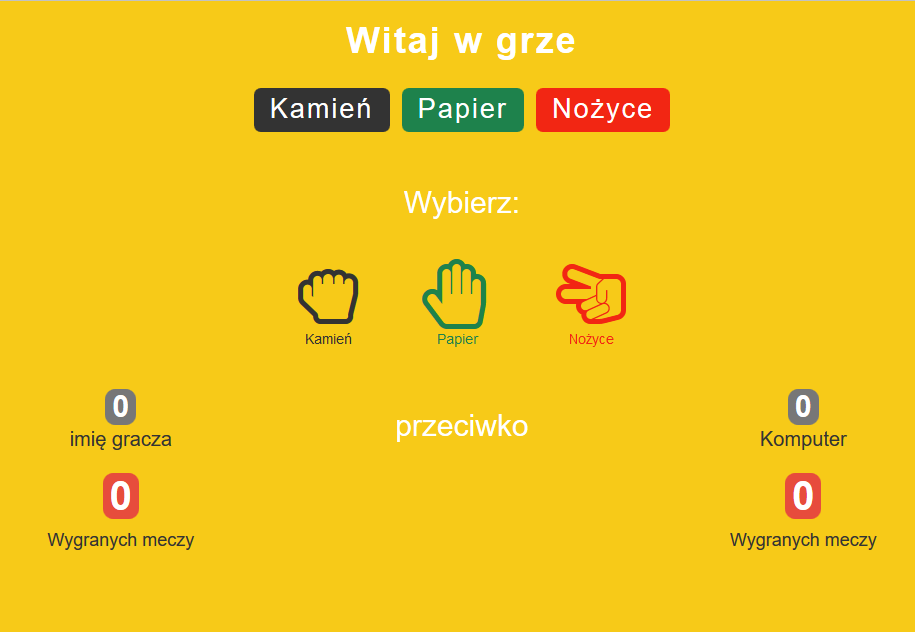 Witaj w grze
Kamień Papier Nożyce
Wybierz:
Kamień Papier Nożyce
0 0
imię gracza przeciwko Komputer
0 0
Wygranych meczy Wygranych meczy